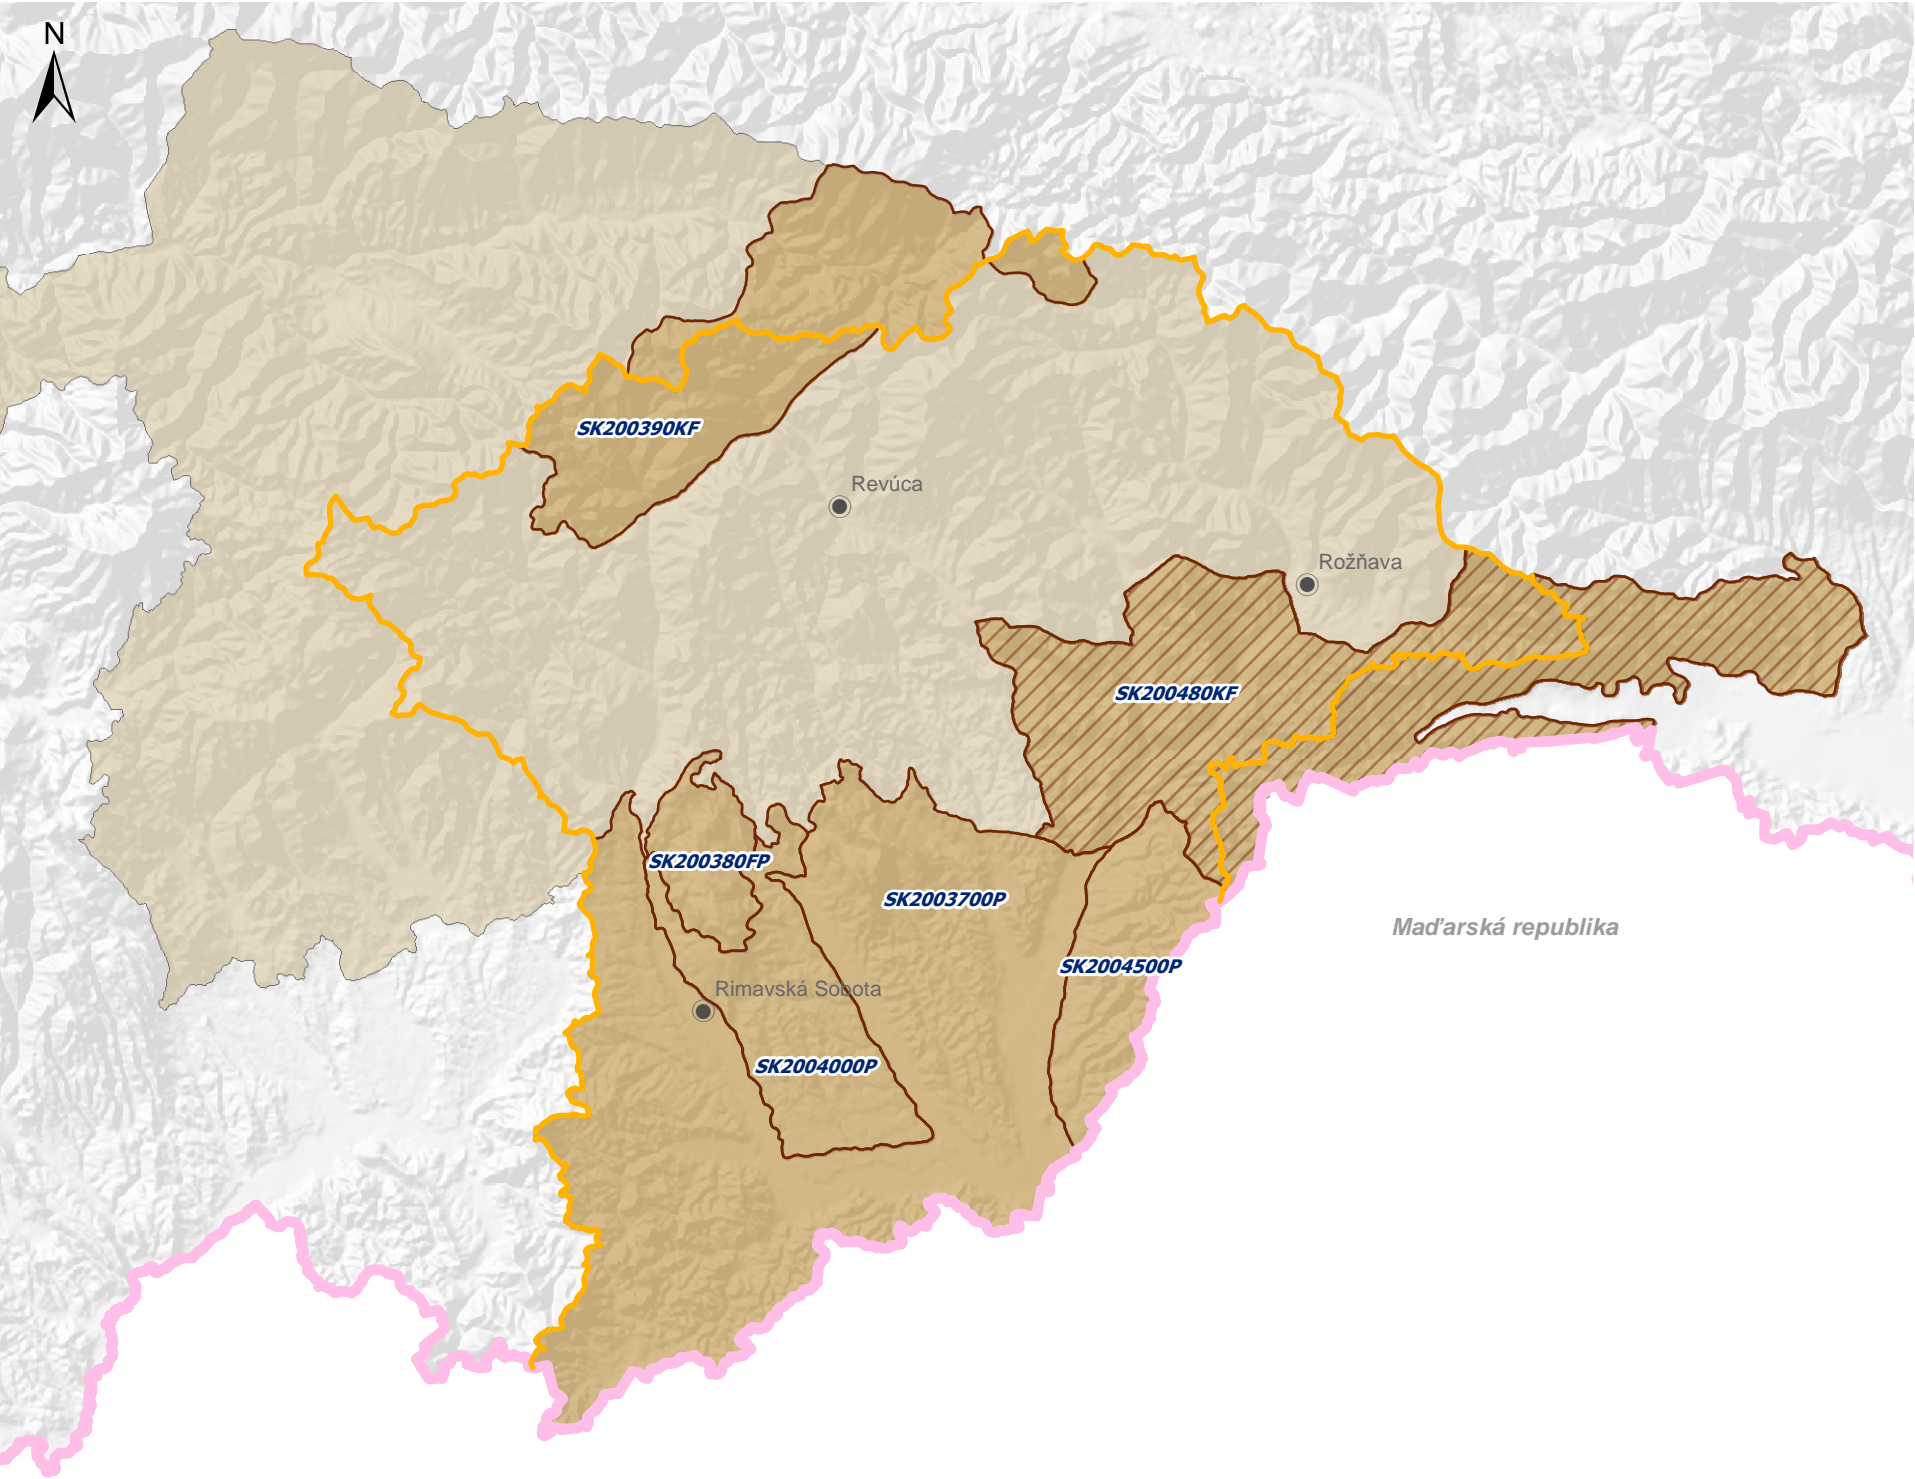 N
SK200390KF
Revúca
Rožňava
SK200480KF
SK200380FP
SK2003700P
Maďarská republika
SK2004500P
Rimavská Sobota
SK2004000P